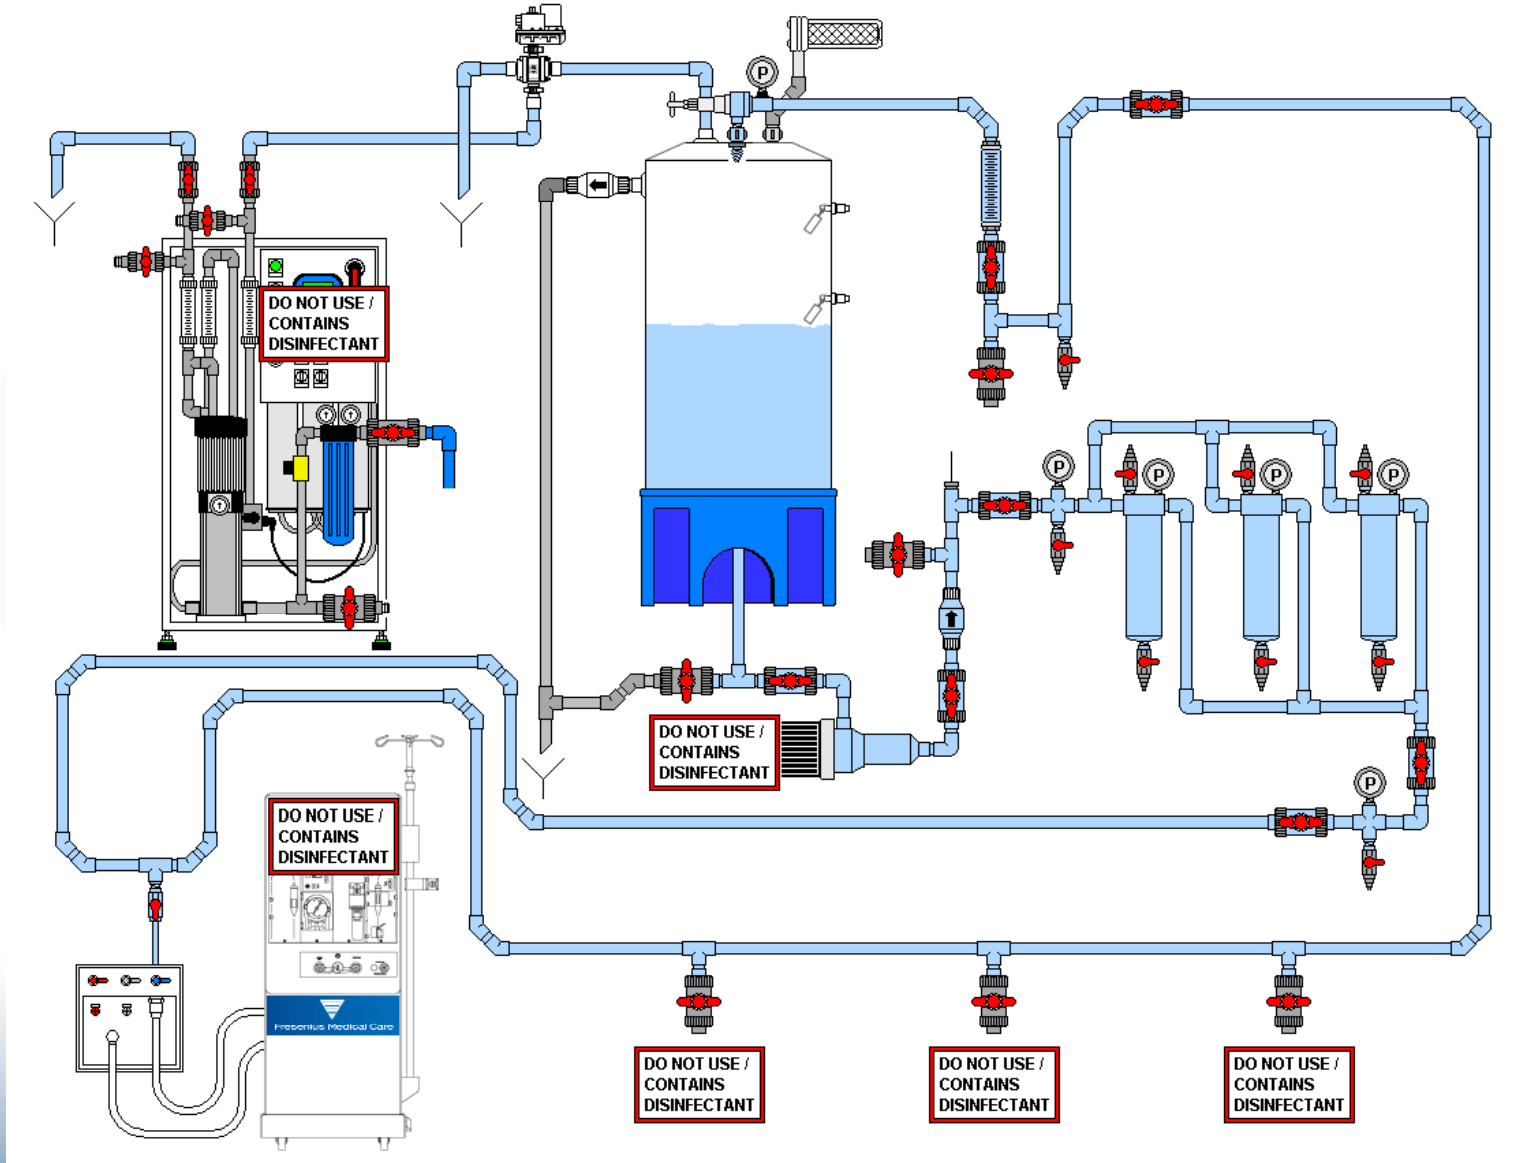 P
DO NOT USE /
CONTAINS
DISINFECTANT
P
P
P
P
DO NOT USE /
CONTAINS
DISINFECTANT
P
DO NOT USE /
CONTAINS
DISINFECTANT
Fresenius Medical Care
DO NOT USE /
CONTAINS
DISINFECTANT
DO NOT USE /
CONTAINS
DISINFECTANT
DO NOT USE /
CONTAINS
DISINFECTANT